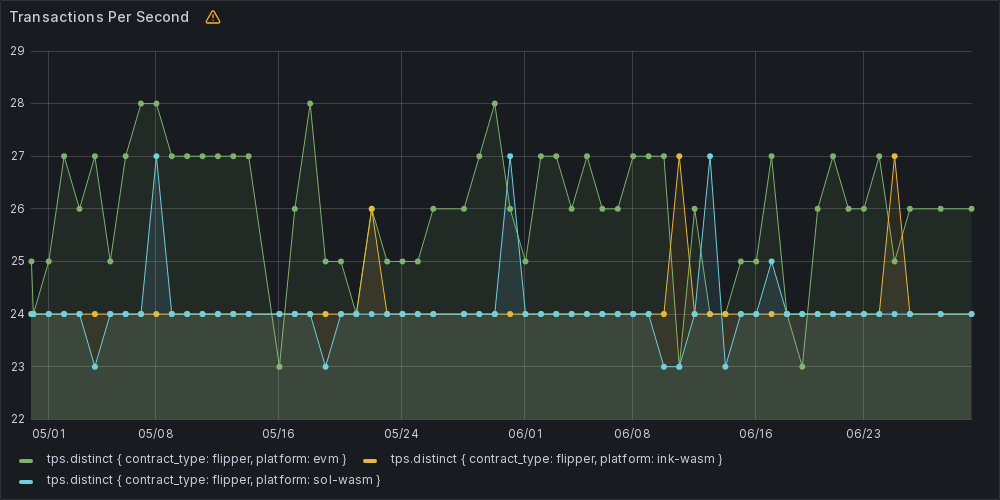 Transactions Per Second
29
28
27
26
25
24
23
22
05/01 05/08 05/16 05/24 06/01 06/08 06/16 06/23
tps.distinct { contract_type: flipper, platform: evm } tps.distinct { contract_type: flipper, platform: ink-wasm }
tps.distinct { contract_type: flipper, platform: sol-wasm }